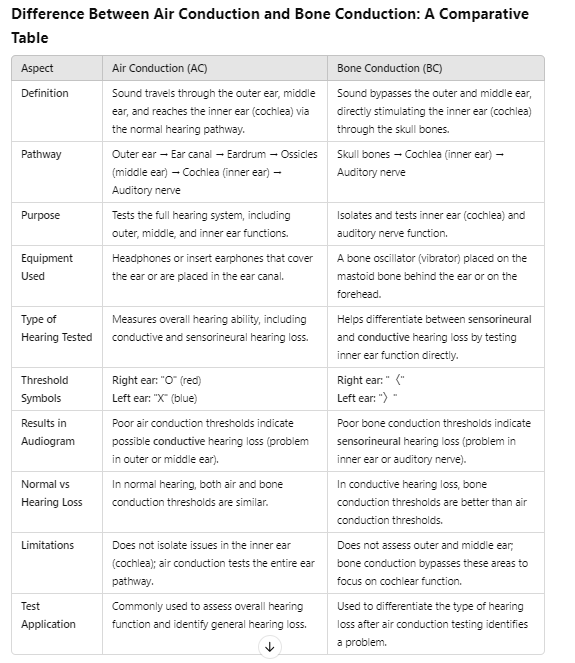 Difference Between Air Conduction and Bone Conduction: A Comparative
Table
Aspect Air Conduction (AC) Bone Conduction (BC)
Definition Sound travels through the outer ear, middle Sound bypasses the outer and middle ear,
ear, and reaches the inner ear (cochlea) via directly stimulating the inner ear (cochlea)
the normal hearing pathway. through the skull bones.
Pathway Outer ear → Ear canal → Eardrum → Ossicles Skull bones → Cochlea (inner ear) →
(middle ear) → Cochlea (inner ear) → Auditory nerve
Auditory nerve
Purpose Tests the full hearing system, including Isolates and tests inner ear (cochlea) and
outer, middle, and inner ear functions. auditory nerve function.
Equipment Headphones or insert earphones that cover A bone oscillator (vibrator) placed on the
Used the ear or are placed in the ear canal. mastoid bone behind the ear or on the
forehead.
Type of Measures overall hearing ability, including Helps differentiate between sensorineural
Hearing Tested conductive and sensorineural hearing loss. and conductive hearing loss by testing
inner ear function directly.
Threshold Right ear: "O" (red) Right ear: " ⟨"
Symbols Left ear: "X" (blue) Left ear: "⟩ "
Results in Poor air conduction thresholds indicate Poor bone conduction thresholds indicate
Audiogram possible conductive hearing loss (problem sensorineural hearing loss (problem in
in outer or middle ear). inner ear or auditory nerve).
Normal vs In normal hearing, both air and bone In conductive hearing loss, bone
Hearing Loss conduction thresholds are similar. conduction thresholds are better than air
conduction thresholds.
Limitations Does not isolate issues in the inner ear Does not assess outer and middle ear;
(cochlea); air conduction tests the entire ear bone conduction bypasses these areas to
pathway. focus on cochlear function.
Test Commonly used to assess overall hearing Used to differentiate the type of hearing
Application function and identify general hearing loss. loss after air conduction testing identifies
a problem.